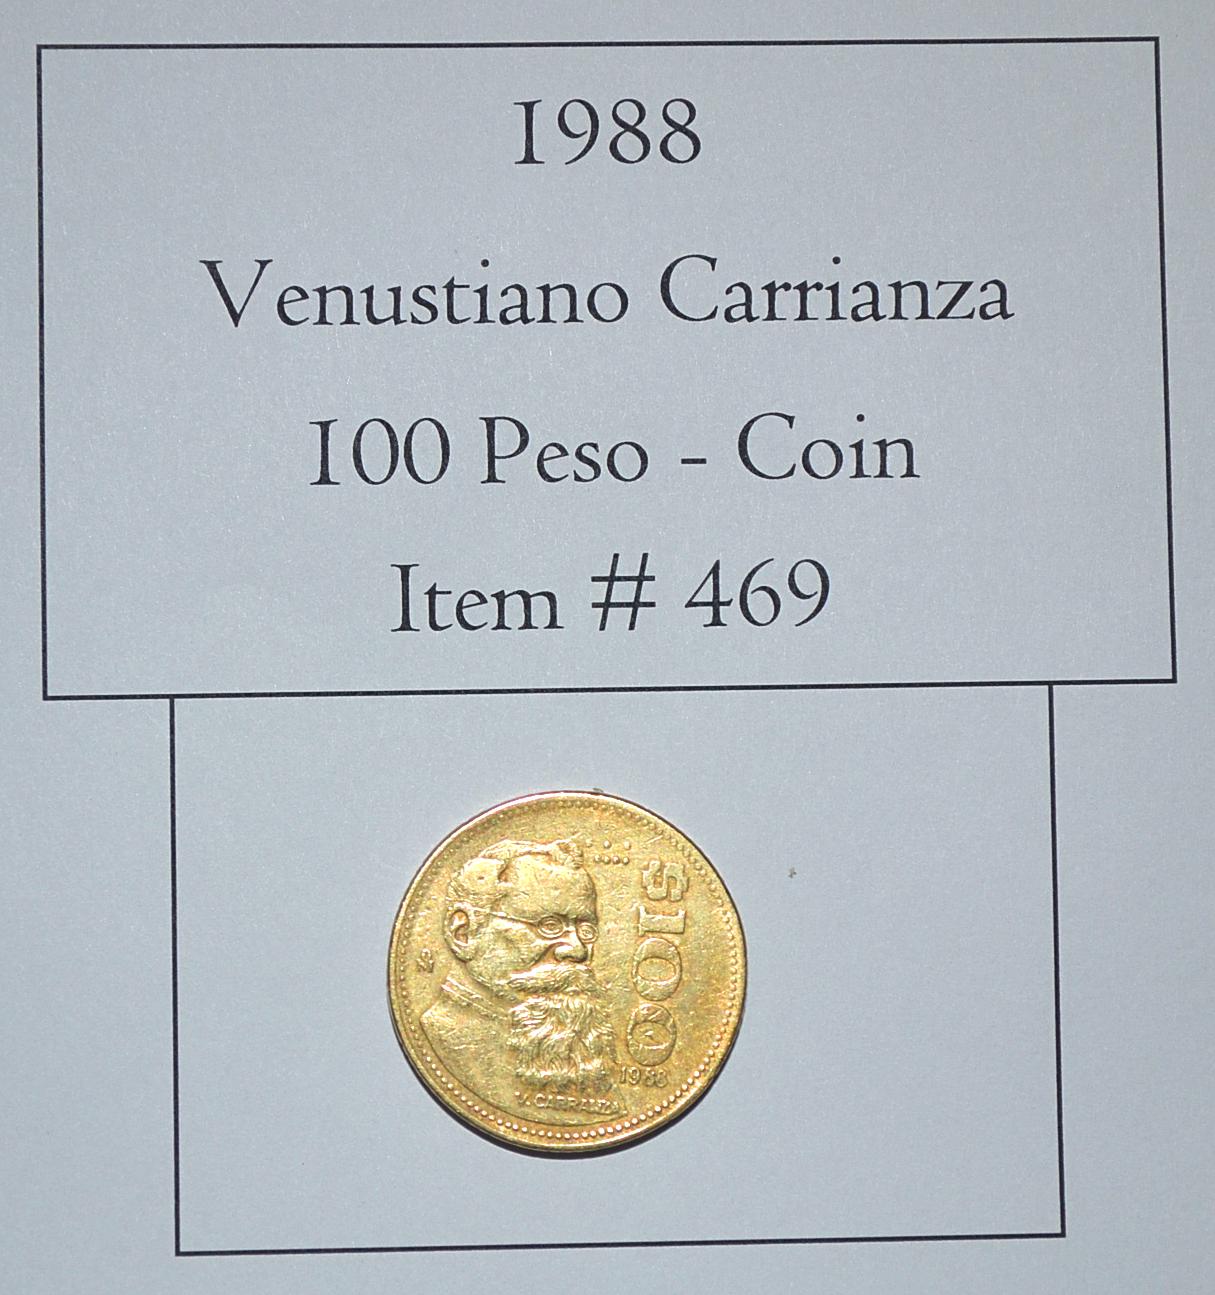 1988
Venustiano Carrianza
100 Peso - Coin
Item # 469
$100
1988
V. CARRANZA